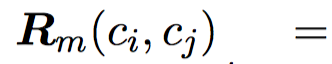 R_m(c_i, c_j) =